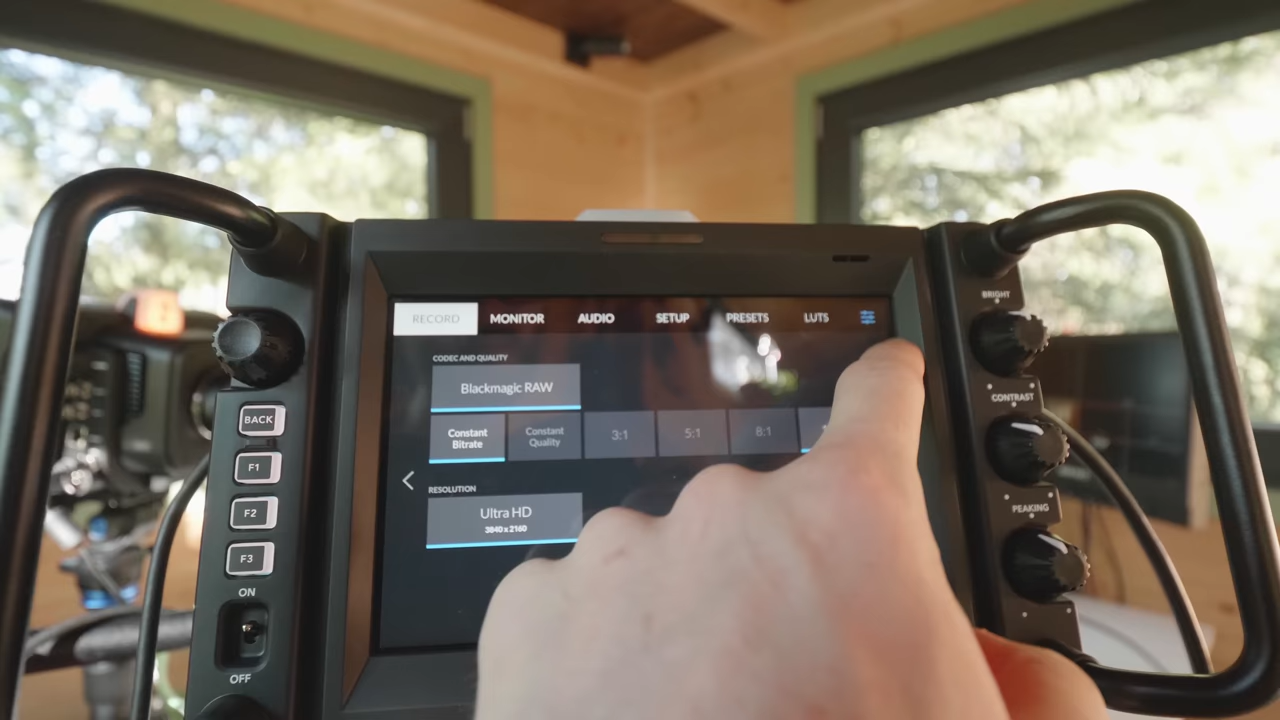 RECORD MONITOR AUDIO SETUP PRESETS LUTS
CODEC AND QUALITY
Blackmagic RAW
Constant Bitrate
Constant Quality
3:1
5:1
8:1
RESOLUTION
Ultra HD
3840 x 2160
BACK
F1
F2
F3
ON
OFF
BRIGHT
CONTRAST
PEAKING